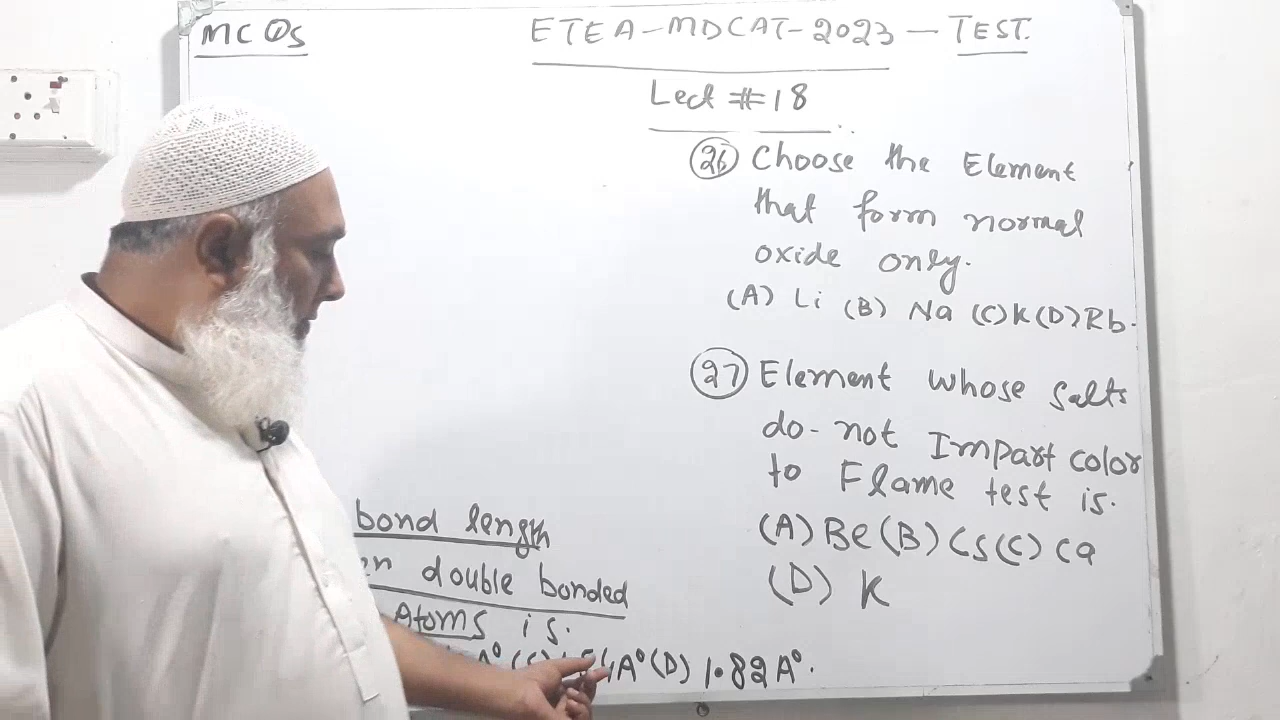 MCQs
ETEA-MDCAT-2023 - TEST.
Lect #18
(26) Choose the Element
that form normal
oxide only.
(A) Li (B) Na (C) K (D) Rb.
(27) Element whose salts
do-not Impart color
to Flame test is.
(A) Be (B) Cs (C) Ca
(D) K
bond length
double bonded
Atoms is.
A° (D) 1.82 A°.